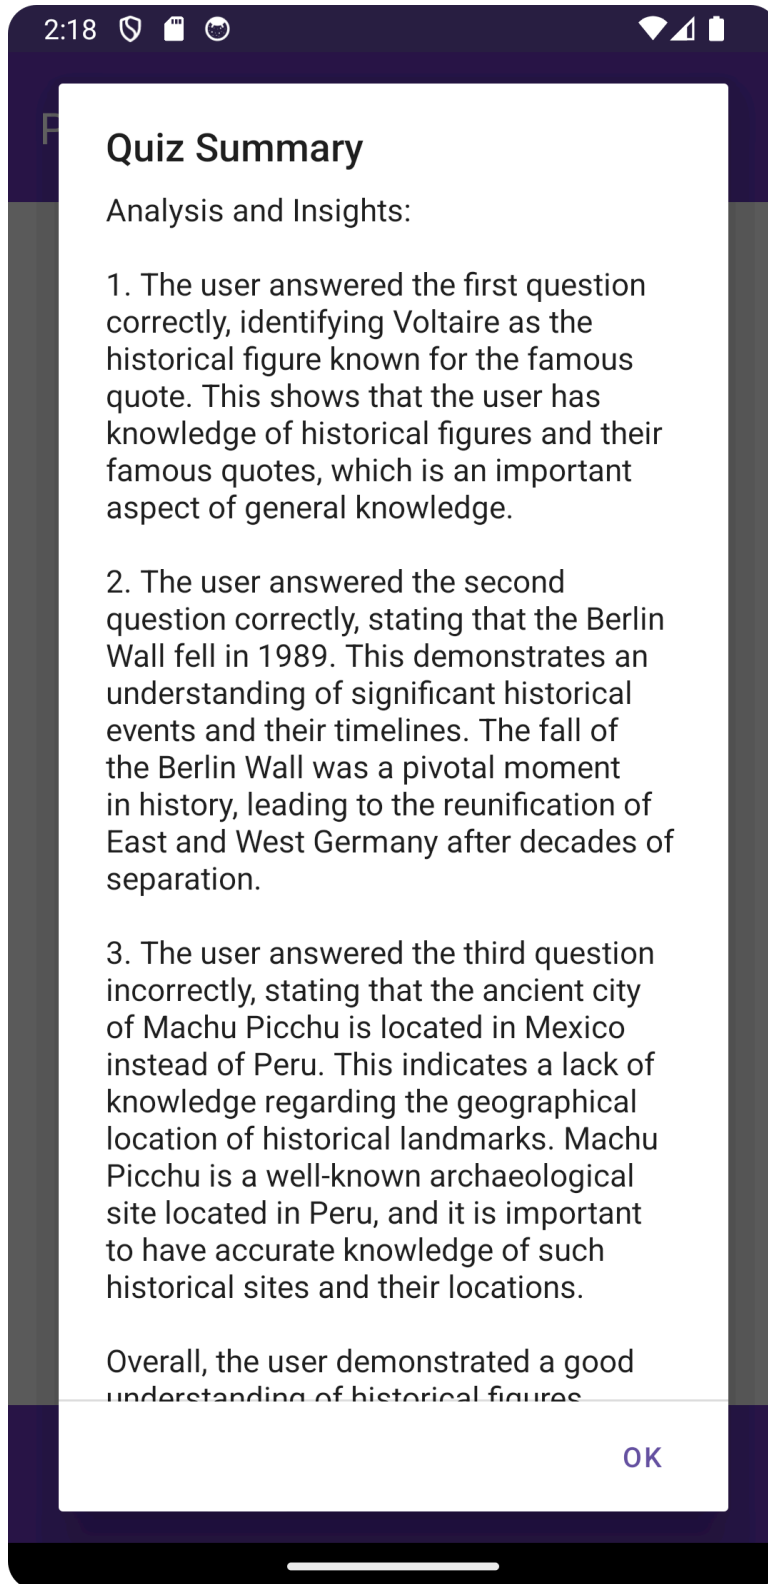 2:18
P
Quiz Summary
Analysis and Insights:
1. The user answered the first question
correctly, identifying Voltaire as the
historical figure known for the famous
quote. This shows that the user has
knowledge of historical figures and their
famous quotes, which is an important
aspect of general knowledge.
2. The user answered the second
question correctly, stating that the Berlin
Wall fell in 1989. This demonstrates an
understanding of significant historical
events and their timelines. The fall of
the Berlin Wall was a pivotal moment
in history, leading to the reunification of
East and West Germany after decades of
separation.
3. The user answered the third question
incorrectly, stating that the ancient city
of Machu Picchu is located in Mexico
instead of Peru. This indicates a lack of
knowledge regarding the geographical
location of historical landmarks. Machu
Picchu is a well-known archaeological
site located in Peru, and it is important
to have accurate knowledge of such
historical sites and their locations.
Overall, the user demonstrated a good
understanding of historical figures
OK